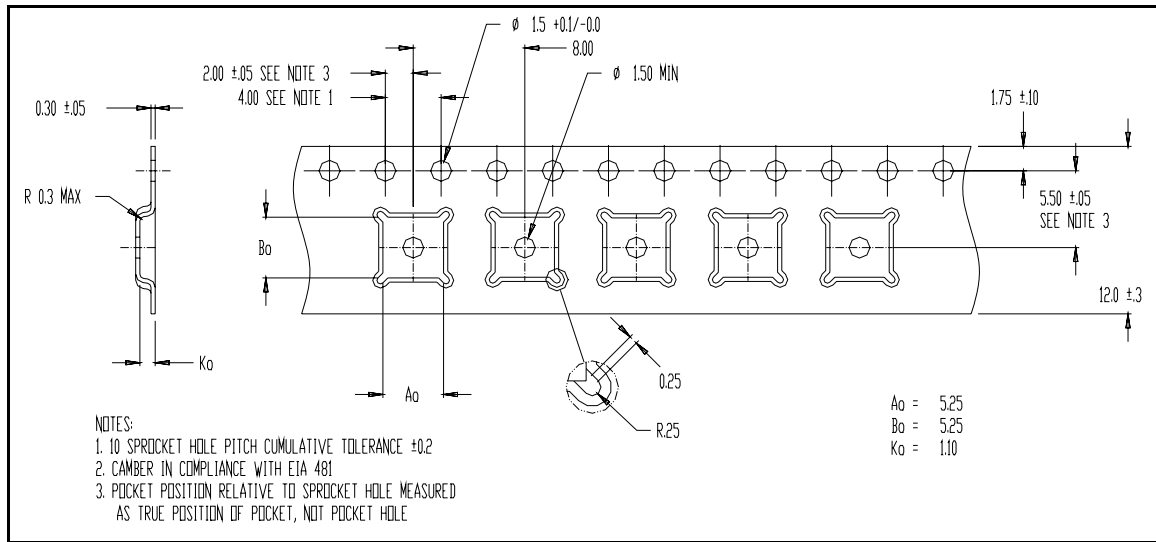 ø 1.5 +0.1/-0.0
8.00
2.00 ±.05 SEE NOTE 3
ø 1.50 MIN
4.00 SEE NOTE 1
0.30 ±.05
1.75 ±.10
R 0.3 MAX
5.50 ±.05
SEE NOTE 3
Bo
12.0 ±.3
Ko
0.25
Ao
R.25
Ao = 5.25
Bo = 5.25
Ko = 1.10
NOTES:
1. 10 SPROCKET HOLE PITCH CUMULATIVE TOLERANCE ±0.2
2. CAMBER IN COMPLIANCE WITH EIA 481
3. POCKET POSITION RELATIVE TO SPROCKET HOLE MEASURED
AS TRUE POSITION OF POCKET, NOT POCKET HOLE